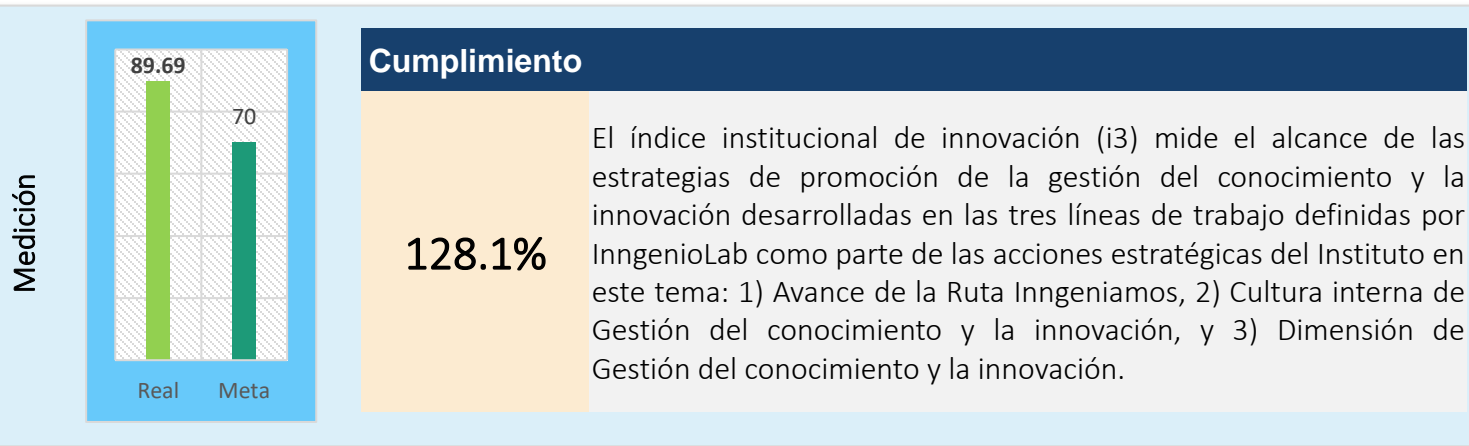 Medición
89.69
70
Real
Meta
Cumplimiento
128.1%
El índice institucional de innovación (i3) mide el alcance de las
estrategias de promoción de la gestión del conocimiento y la
innovación desarrolladas en las tres líneas de trabajo definidas por
InngenioLab como parte de las acciones estratégicas del Instituto en
este tema: 1) Avance de la Ruta Inngeniamos, 2) Cultura interna de
Gestión del conocimiento y la innovación, y 3) Dimensión de
Gestión del conocimiento y la innovación.